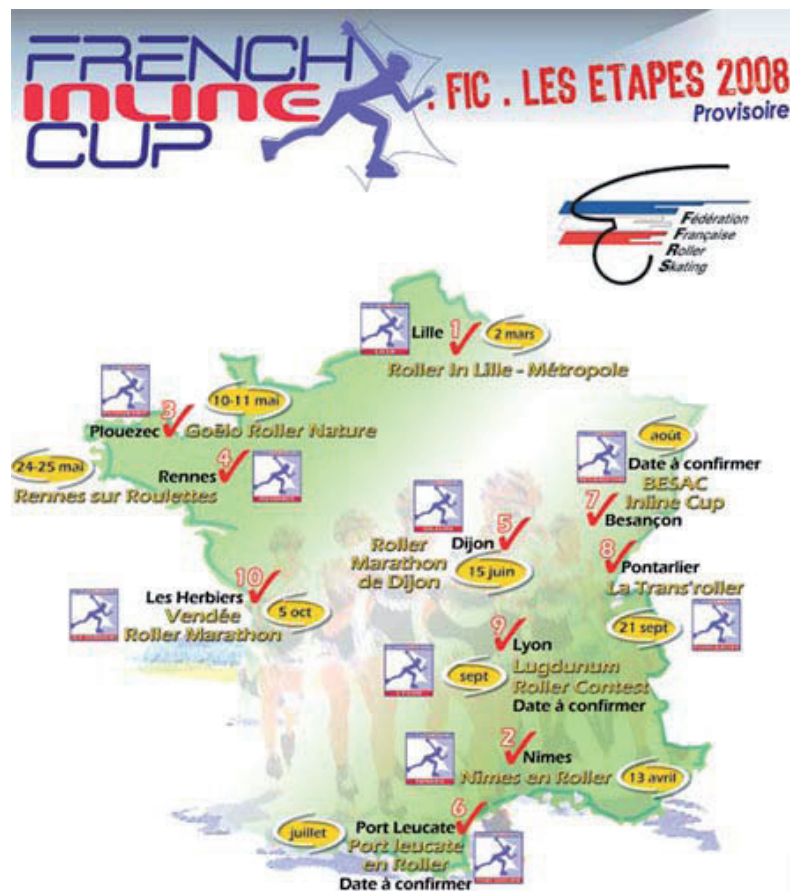 FRENCH
INLINE
CUP
. FIC . LES ETAPES 2008
Provisoire
Fédération
Française
Roller
Skating
Lille 1 2 mars
Roller In Lille - Métropole
10-11 mai
Plouezec 3 Goëlo Roller Nature
24-25 mai
Rennes 4
Rennes sur Roulettes
août
Date à confirmer
BESAC
Inline Cup
7
Besançon
5
Dijon
Roller
Marathon
de Dijon
15 juin
8
Pontarlier
La Trans'roller
21 sept
10
Les Herbiers
Vendée
Roller Marathon
5 oct
9
Lyon
sept
Lugdunum
Roller Contest
Date à confirmer
2
Nimes
Nîmes en Roller
13 avril
6
juillet
Port Leucate
Port leucate
en Roller
Date à confirmer